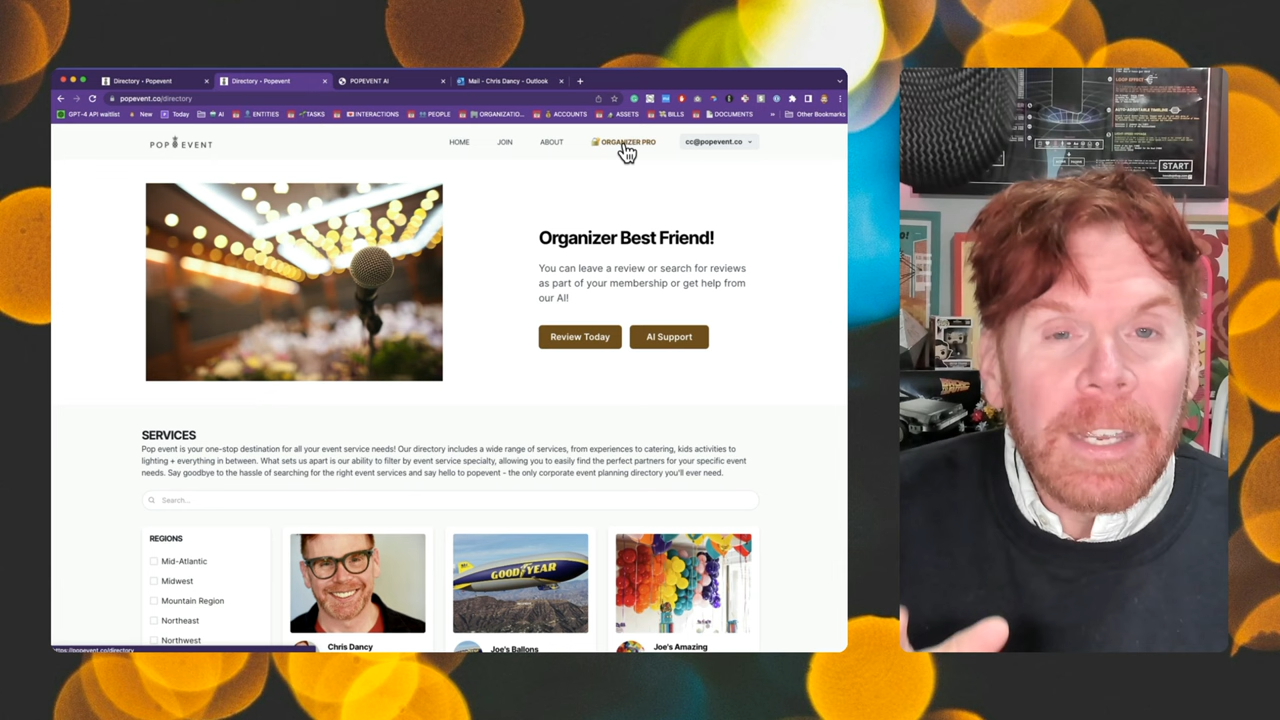 Directory • Popevent
Directory • Popevent
POPEVENT AI
Mail - Chris Dancy - Outlook
popevent.co/directory
GPT-4 API waitlist
New
Today
AI
ENTITIES
TASKS
INTERACTIONS
PEOPLE
ORGANIZATIO...
ACCOUNTS
ASSETS
BILLS
DOCUMENTS
Other Bookmarks
POP EVENT
HOME
JOIN
ABOUT
ORGANIZER PRO
cc@popevent.co
Organizer Best Friend!
You can leave a review or search for reviews
as part of your membership or get help from
our AI!
Review Today
AI Support
SERVICES
Pop event is your one-stop destination for all your event service needs! Our directory includes a wide range of services, from experiences to catering, kids activities to
lighting + everything in between. What sets us apart is our ability to filter by event service specialty, allowing you to easily find the perfect partners for your specific event
needs. Say goodbye to the hassle of searching for the right event services and say hello to popevent - the only corporate event planning directory you'll ever need.
Search...
REGIONS
Mid-Atlantic
Midwest
Mountain Region
Northeast
Northwest
GOODYEAR
Chris Dancy
Joe's Ballons
Joe's Amazing
https://popevent.co/directory
LOOP EFFECT
AUTO-ADJUSTABLE TIMELINE
START